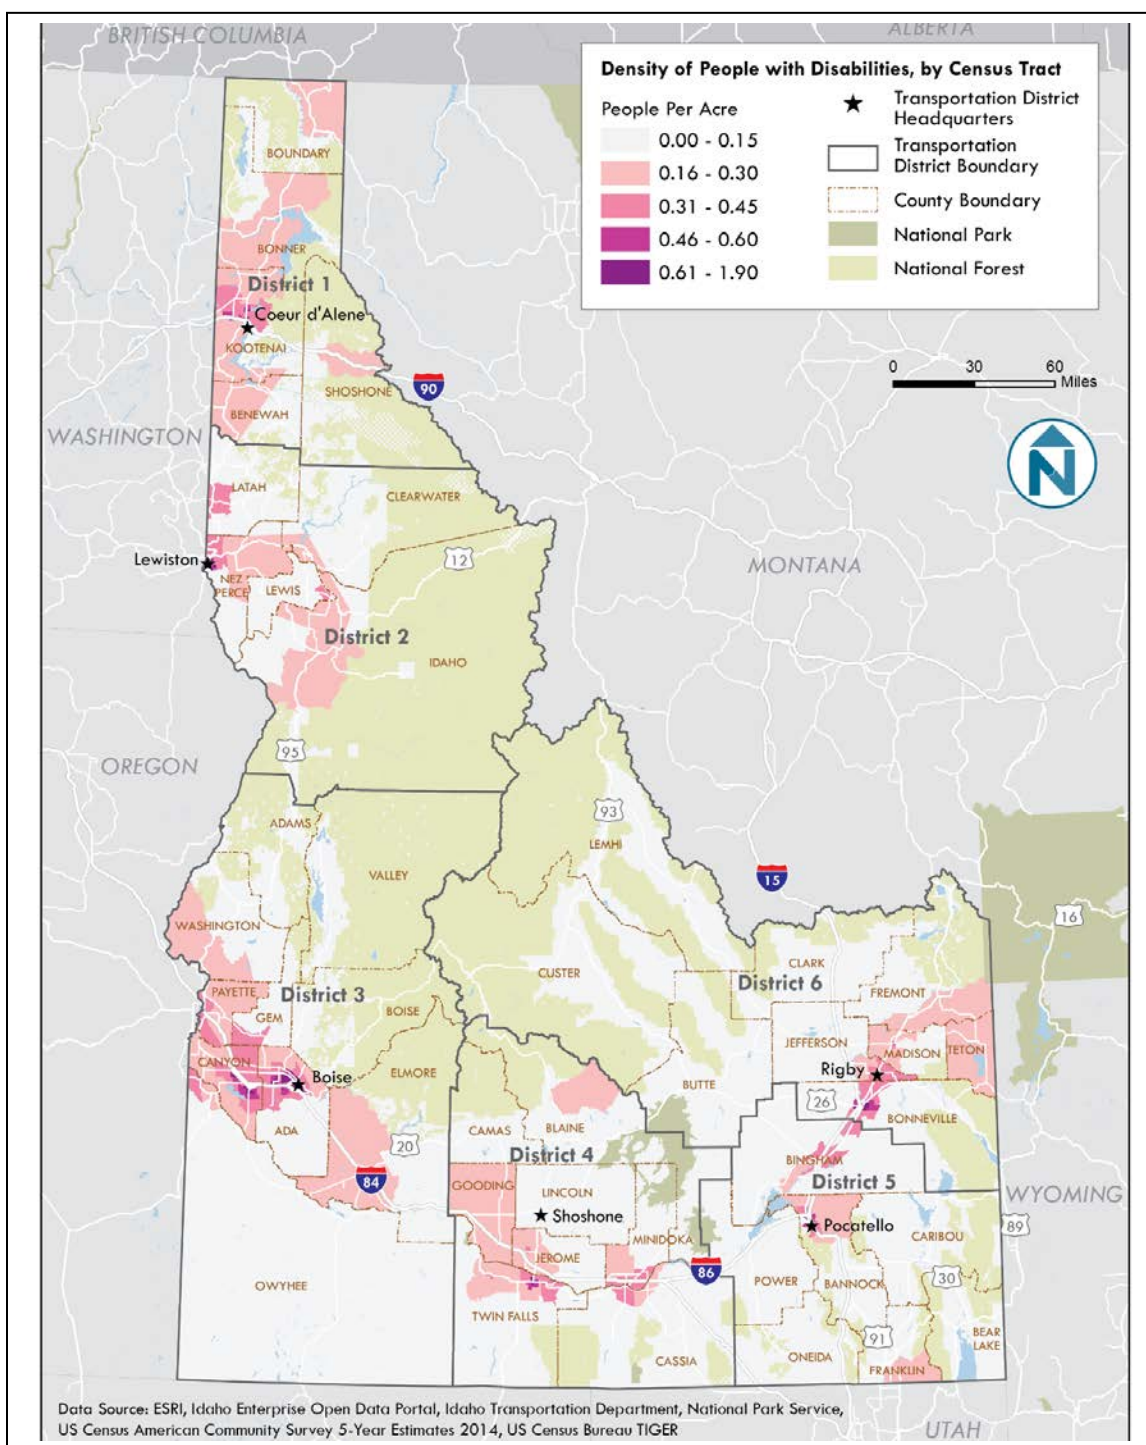 BRITISH COLUMBIA
ALBERTA
Density of People with Disabilities, by Census Tract
People Per Acre
0.00 - 0.15
0.16 - 0.30
0.31 - 0.45
0.46 - 0.60
0.61 - 1.90
Transportation District
Headquarters
Transportation
District Boundary
County Boundary
National Park
National Forest
0 30 60
Miles
N
BOUNDARY
BONNER
District 1
Coeur d'Alene
KOOTENAI
SHOSHONE
90
BENEWAH
WASHINGTON
LATAH
CLEARWATER
Lewiston
12
MONTANA
NEZ
PERCE
LEWIS
District 2
IDAHO
95
OREGON
93
ADAMS
LEMHI
VALLEY
15
16
WASHINGTON
CLARK
CUSTER
District 6
FREMONT
PAYETTE
District 3
GEM
BOISE
JEFFERSON
MADISON
TETON
CANYON
Boise
ELMORE
BUTTE
Rigby
26
BONNEVILLE
ADA
CAMAS
BLAINE
20
District 4
BINGHAM
84
GOODING
LINCOLN
District 5
WYOMING
Shoshone
Pocatello
89
MINIDOKA
CARIBOU
JEROME
86
OWYHEE
POWER
BANNOCK
30
TWIN FALLS
91
BEAR
LAKE
CASSIA
ONEIDA
FRANKLIN
Data Source: ESRI, Idaho Enterprise Open Data Portal, Idaho Transportation Department, National Park Service,
US Census American Community Survey 5-Year Estimates 2014, US Census Bureau TIGER
UTAH